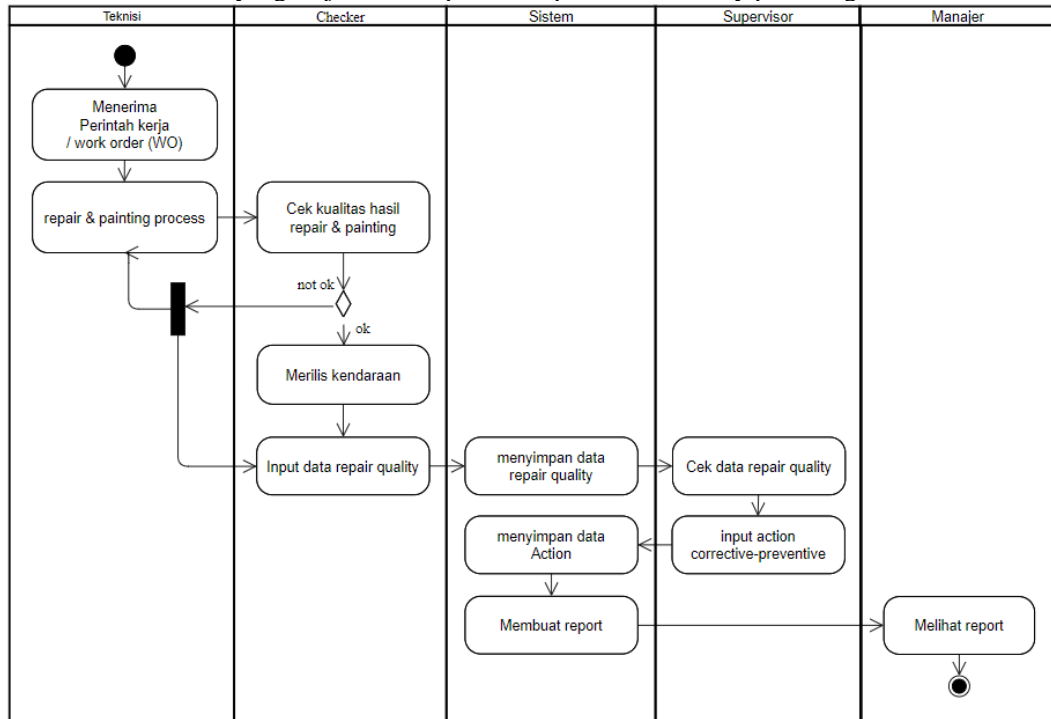 Teknisi
Checker
Sistem
Supervisor
Manajer
Menerima
Perintah kerja
/ work order (WO)
repair & painting process
Cek kualitas hasil
repair & painting
not ok
ok
Merilis kendaraan
Input data repair quality
menyimpan data
repair quality
Cek data repair quality
menyimpan data
Action
input action
corrective-preventive
Membuat report
Melihat report